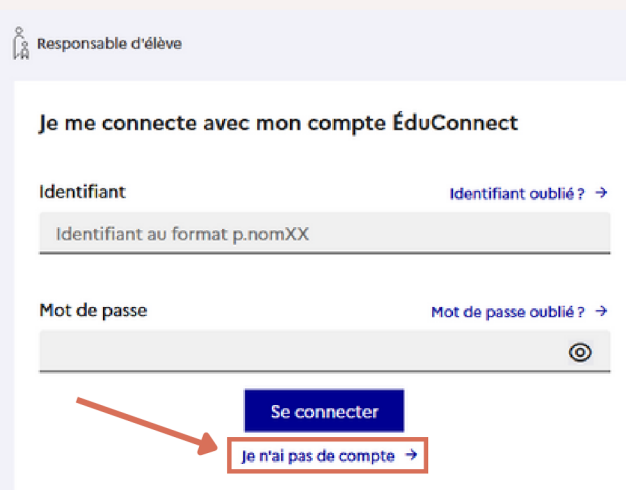 Responsable d'élève
Je me connecte avec mon compte ÉduConnect
Identifiant
Identifiant oublié ? →
Identifiant au format p.nomXX
Mot de passe
Mot de passe oublié ? →
Se connecter
Je n'ai pas de compte →